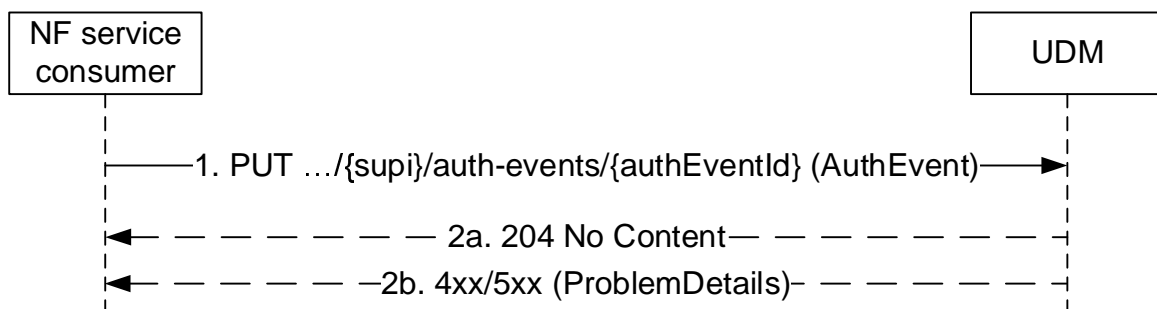 NF service
consumer
UDM
1. PUT …/{supi}/auth-events/{authEventId} (AuthEvent)
2a. 204 No Content
2b. 4xx/5xx (ProblemDetails)